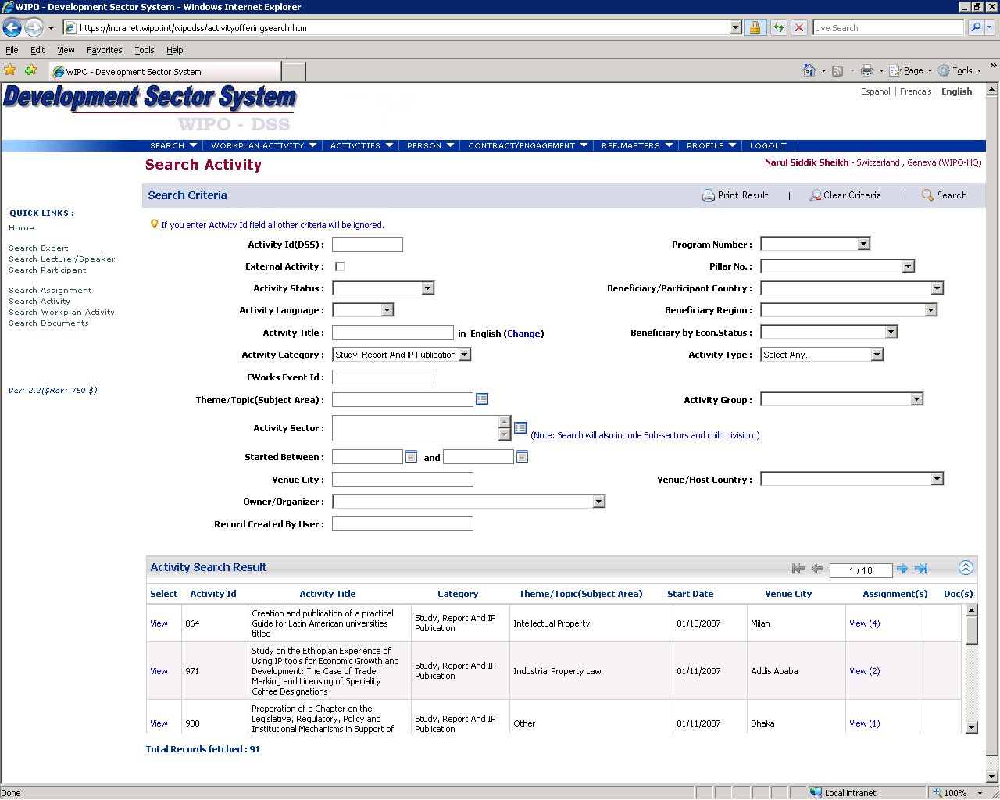 WIPO - Development Sector System - Windows Internet Explorer
https://intranet.wipo.int/wipodss/activityofferingsearch.htm
Live Search
File Edit View Favorites Tools Help
WIPO - Development Sector System
Page Tools »
Development Sector System
WIPO - DSS
Espanol | Francais | English
SEARCH WORKPLAN ACTIVITY ACTIVITIES PERSON CONTRACT/ENGAGEMENT REF.MASTERS PROFILE LOGOUT
Search Activity
Narul Siddik Sheikh - Switzerland , Geneva (WIPO-HQ)
Search Criteria
Print Result | Clear Criteria | Search
QUICK LINKS :
Home
Search Expert
Search Lecturer/Speaker
Search Participant
Search Assignment
Search Activity
Search Workplan Activity
Search Documents
Ver: 2.2($Rev: 780 $)
If you enter Activity Id field all other criteria will be ignored.
Activity Id(DSS) : Program Number :
External Activity : Pillar No. :
Activity Status : Beneficiary/Participant Country :
Activity Language : Beneficiary Region :
Activity Title : in English (Change) Beneficiary by Econ.Status :
Activity Category : Study, Report And IP Publication Activity Type : Select Any..
EWorks Event Id :
Theme/Topic(Subject Area) : Activity Group :
Activity Sector : (Note: Search will also include Sub-sectors and child division.)
Started Between : and
Venue City : Venue/Host Country :
Owner/Organizer :
Record Created By User :
Activity Search Result
1 / 10
Select Activity Id Activity Title Category Theme/Topic(Subject Area) Start Date Venue City Assignment(s) Doc(s)
View 864 Creation and publication of a practical Guide for Latin American universities titled Study, Report And IP Publication Intellectual Property 01/10/2007 Milan View (4)
View 971 Study on the Ethiopian Experience of Using IP tools for Economic Growth and Development: The Case of Trade Marking and Licensing of Speciality Coffee Designations Study, Report And IP Publication Industrial Property Law 01/11/2007 Addis Ababa View (2)
View 900 Preparation of a Chapter on the Legislative, Regulatory, Policy and Institutional Mechanisms in Support of Study, Report And IP Publication Other 01/11/2007 Dhaka View (1)
Total Records fetched : 91
Done
Local intranet
100%